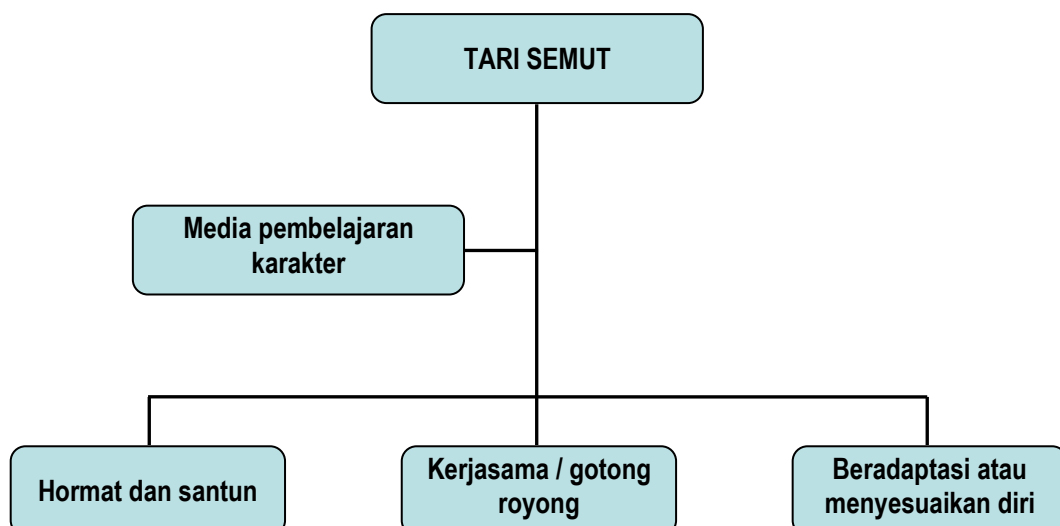 TARI SEMUT
Media pembelajaran
karakter
Hormat dan santun
Kerjasama / gotong
royong
Beradaptasi atau
menyesuaikan diri